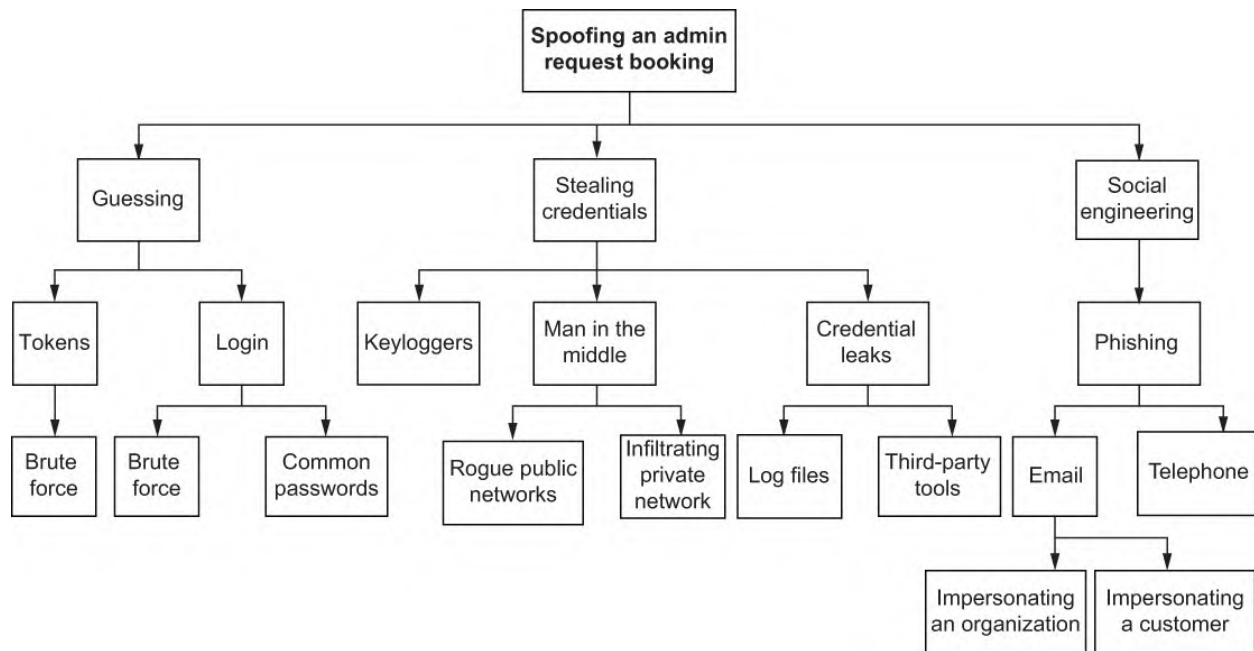 Spoofing an admin
request booking
Guessing
Stealing
credentials
Social
engineering
Tokens
Login
Keyloggers
Man in the
middle
Credential
leaks
Phishing
Brute
force
Brute
force
Common
passwords
Rogue public
networks
Infiltrating
private
network
Log files
Third-party
tools
Email
Telephone
Impersonating
an organization
Impersonating
a customer